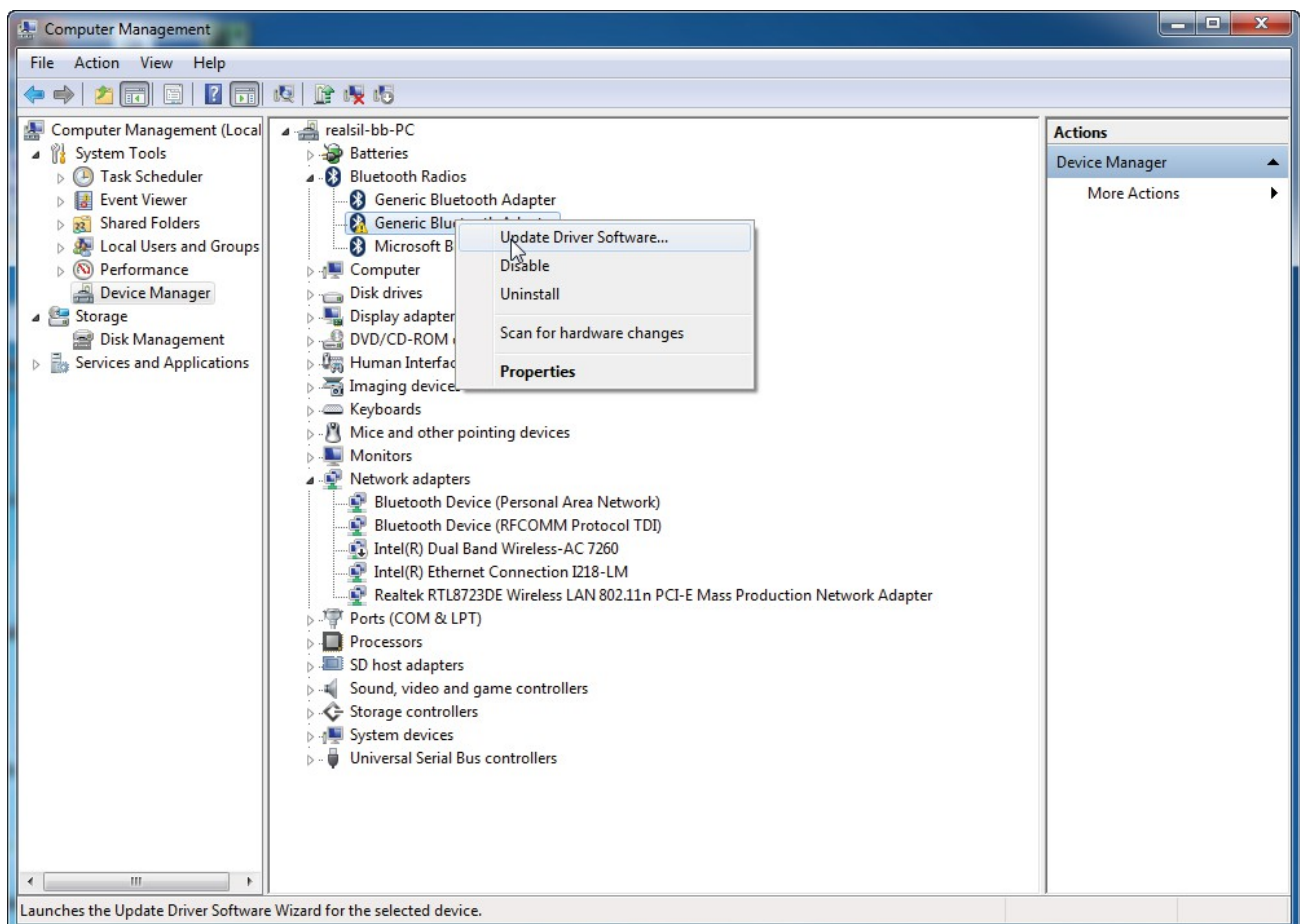 Computer Management
File Action View Help
Computer Management (Local
System Tools
Task Scheduler
Event Viewer
Shared Folders
Local Users and Groups
Performance
Device Manager
Storage
Disk Management
Services and Applications
realsil-bb-PC
Batteries
Bluetooth Radios
Generic Bluetooth Adapter
Generic Blue
Microsoft B
Computer
Disk drives
Display adapter
DVD/CD-ROM
Human Interfac
Imaging devices
Keyboards
Mice and other pointing devices
Monitors
Network adapters
Bluetooth Device (Personal Area Network)
Bluetooth Device (RFCOMM Protocol TDI)
Intel(R) Dual Band Wireless-AC 7260
Intel(R) Ethernet Connection I218-LM
Realtek RTL8723DE Wireless LAN 802.11n PCI-E Mass Production Network Adapter
Ports (COM & LPT)
Processors
SD host adapters
Sound, video and game controllers
Storage controllers
System devices
Universal Serial Bus controllers
Update Driver Software...
Disable
Uninstall
Scan for hardware changes
Properties
Actions
Device Manager
More Actions
Launches the Update Driver Software Wizard for the selected device.